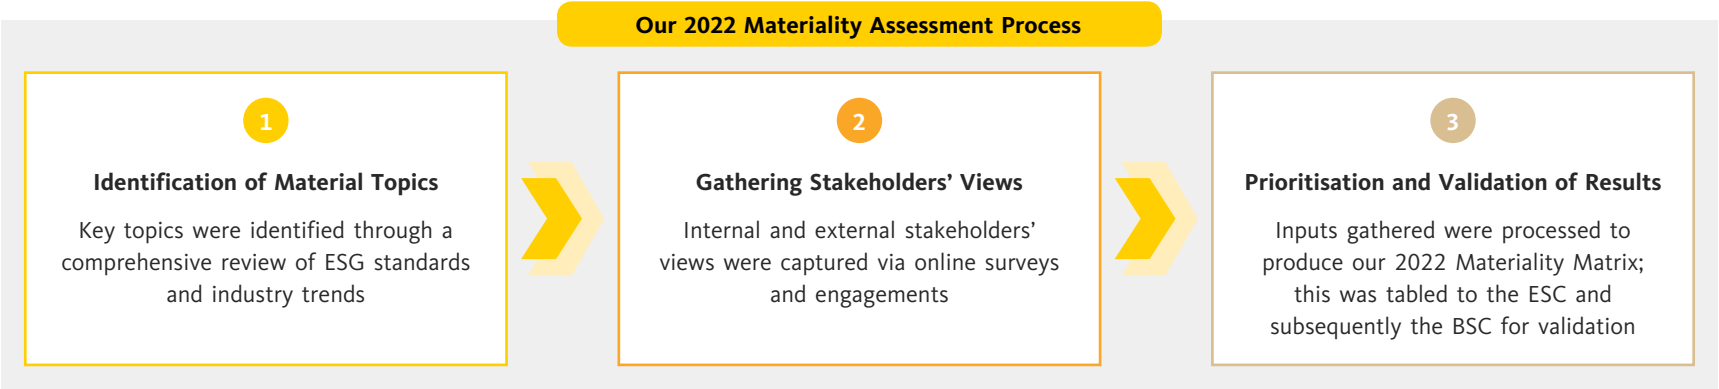 Our 2022 Materiality Assessment Process
1
Identification of Material Topics
Key topics were identified through a
comprehensive review of ESG standards
and industry trends
2
Gathering Stakeholders’ Views
Internal and external stakeholders’
views were captured via online surveys
and engagements
3
Prioritisation and Validation of Results
Inputs gathered were processed to
produce our 2022 Materiality Matrix;
this was tabled to the ESC and
subsequently the BSC for validation